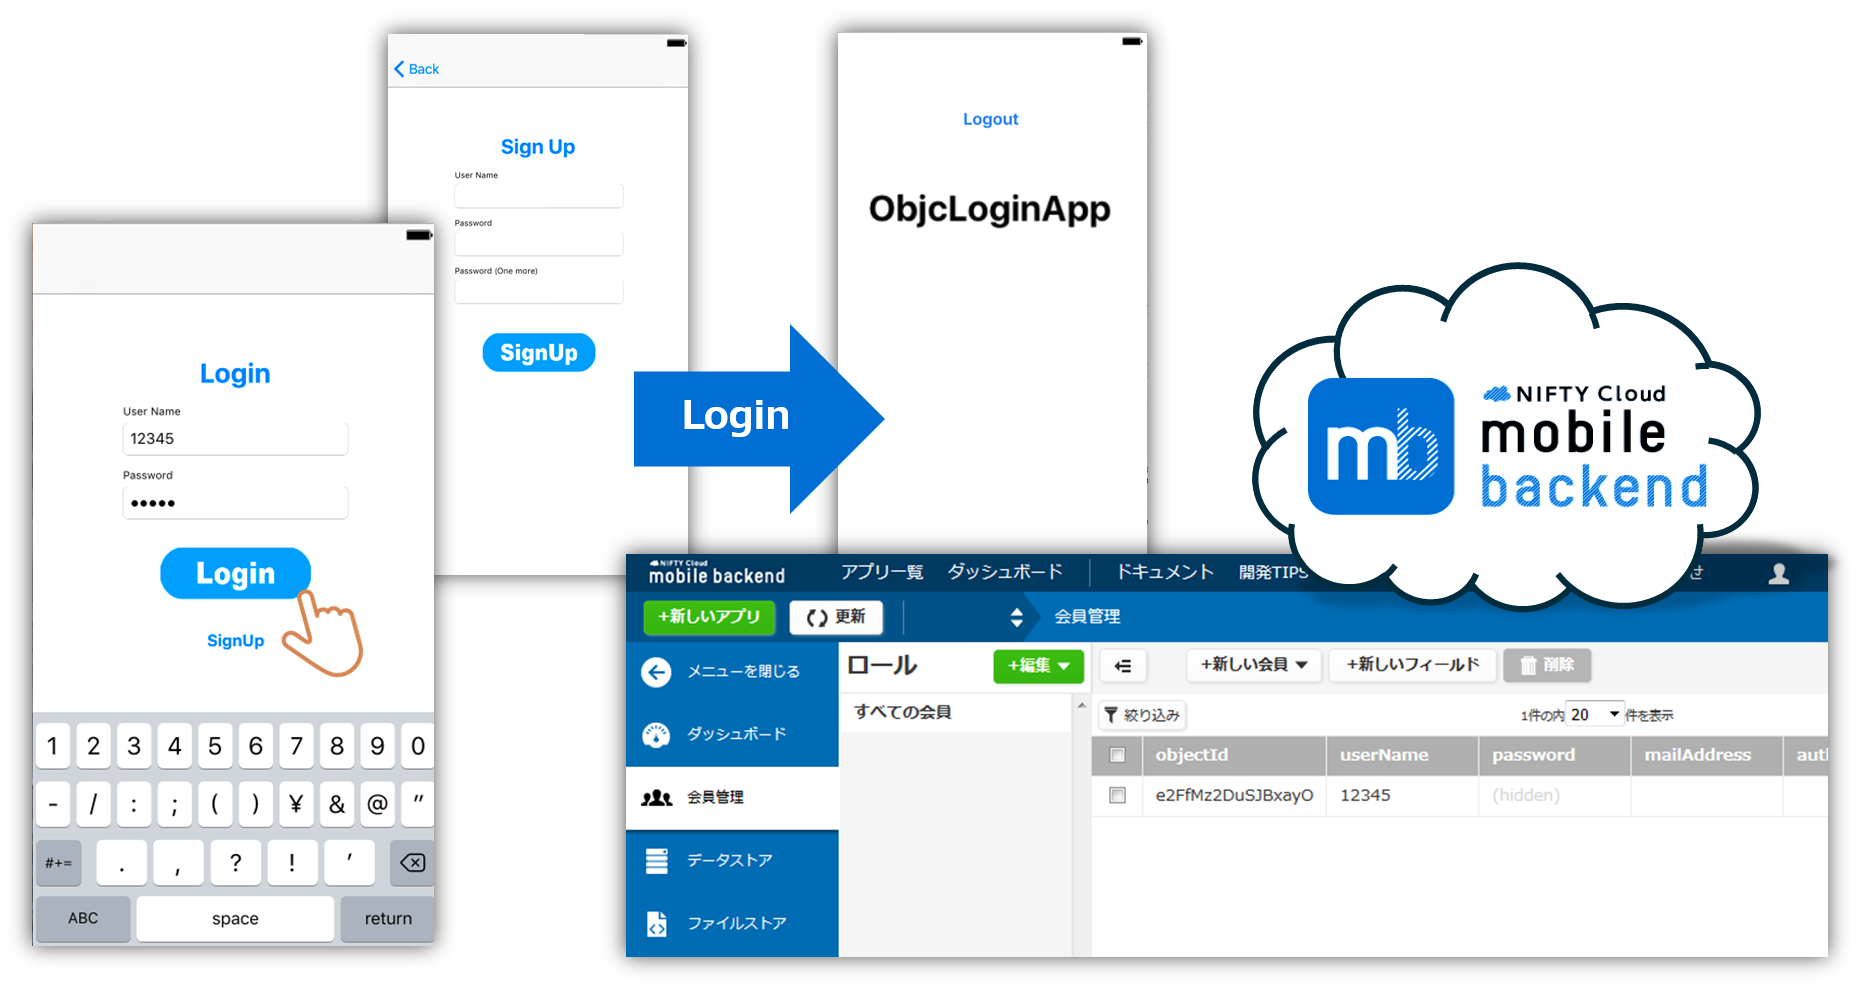 Back
Sign Up
User Name
Password
Password (One more)
SignUp
Logout
ObjcLoginApp
Login
User Name
12345
Password
•••••
Login
SignUp
1 2 3 4 5 6 7 8 9 0
- / : ; ( ) ¥ & @ "
#+= . , ? ! ’
ABC space return
Login
NIFTY Cloud
mobile
backend
mb
NIFTY Cloud
mobile backend
アプリ一覧 ダッシュボード ドキュメント 開発TIPS せ
+新しいアプリ 更新 会員管理
メニューを閉じる
ダッシュボード
会員管理
データストア
ファイルストア
ロール +編集
すべての会員
+新しい会員 +新しいフィールド 削除
絞り込み 1件の内 20 件を表示
objectId userName password mailAddress aut
e2FfMz2DuSJBxayO 12345 (hidden)